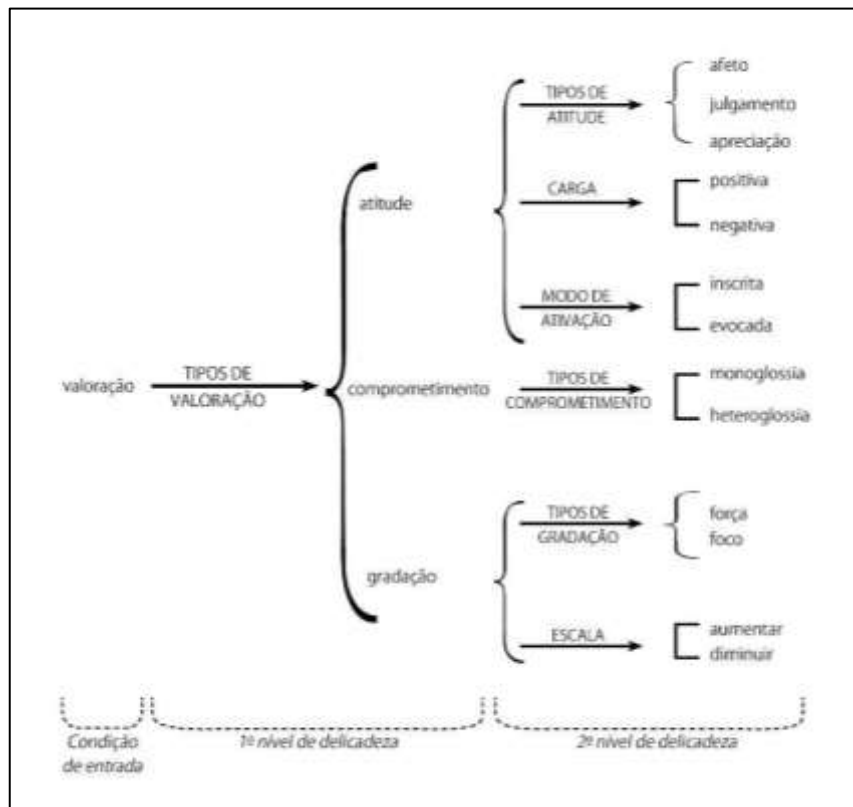 afeto
TIPOS DE
ATITUDE
julgamento
apreciação
positiva
CARGA
atitude
negativa
inscrita
MODO DE
ATIVAÇÃO
evocada
monoglossia
valoração
TIPOS DE
VALORAÇÃO
comprometimento
TIPOS DE
COMPROMETIMENTO
heteroglossia
TIPOS DE
GRADAÇÃO
força
foco
gradação
ESCALA
aumentar
diminuir
Condição
de entrada
1º nível de delicadeza
2º nível de delicadeza